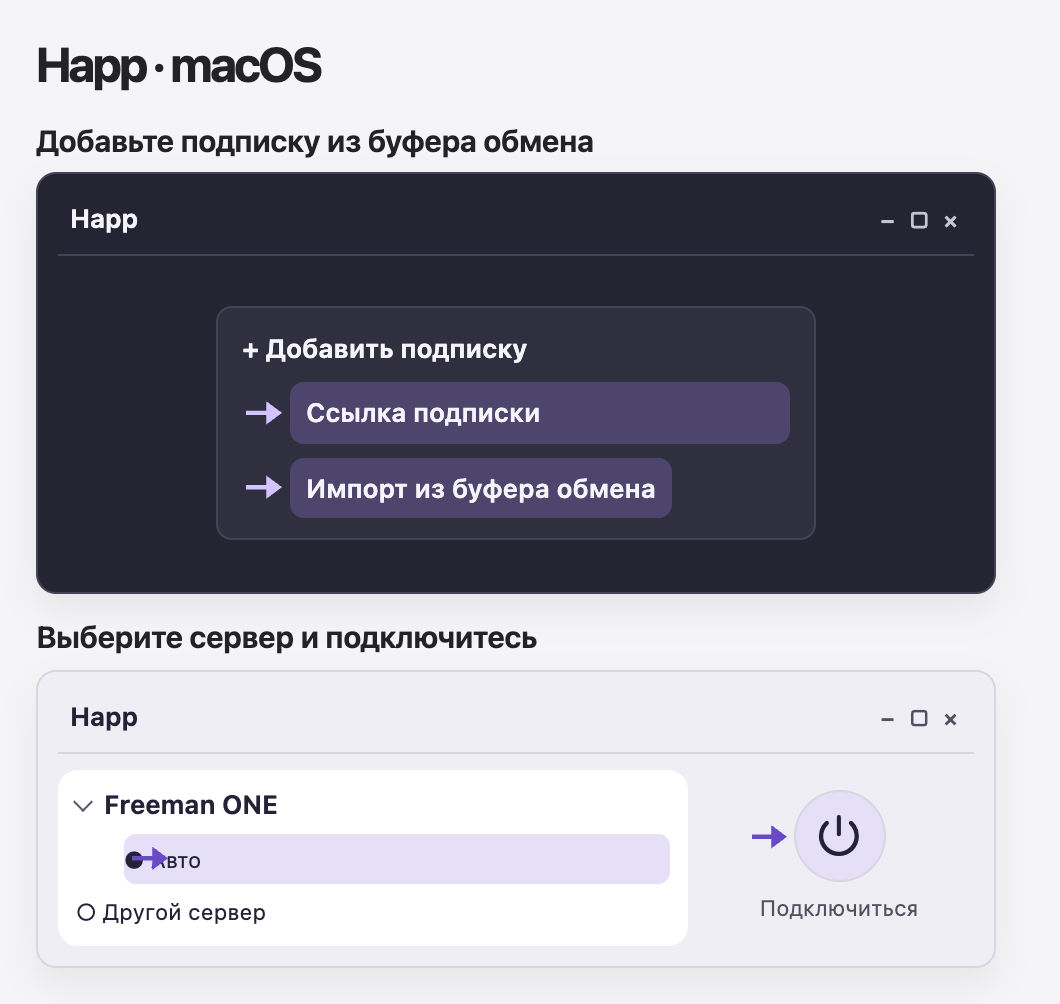 Happ · macOS
Добавьте подписку из буфера обмена
Happ
+ Добавить подписку
Ссылка подписки
Импорт из буфера обмена
Выберите сервер и подключитесь
Happ
Freeman ONE
Авто
Другой сервер
Подключиться